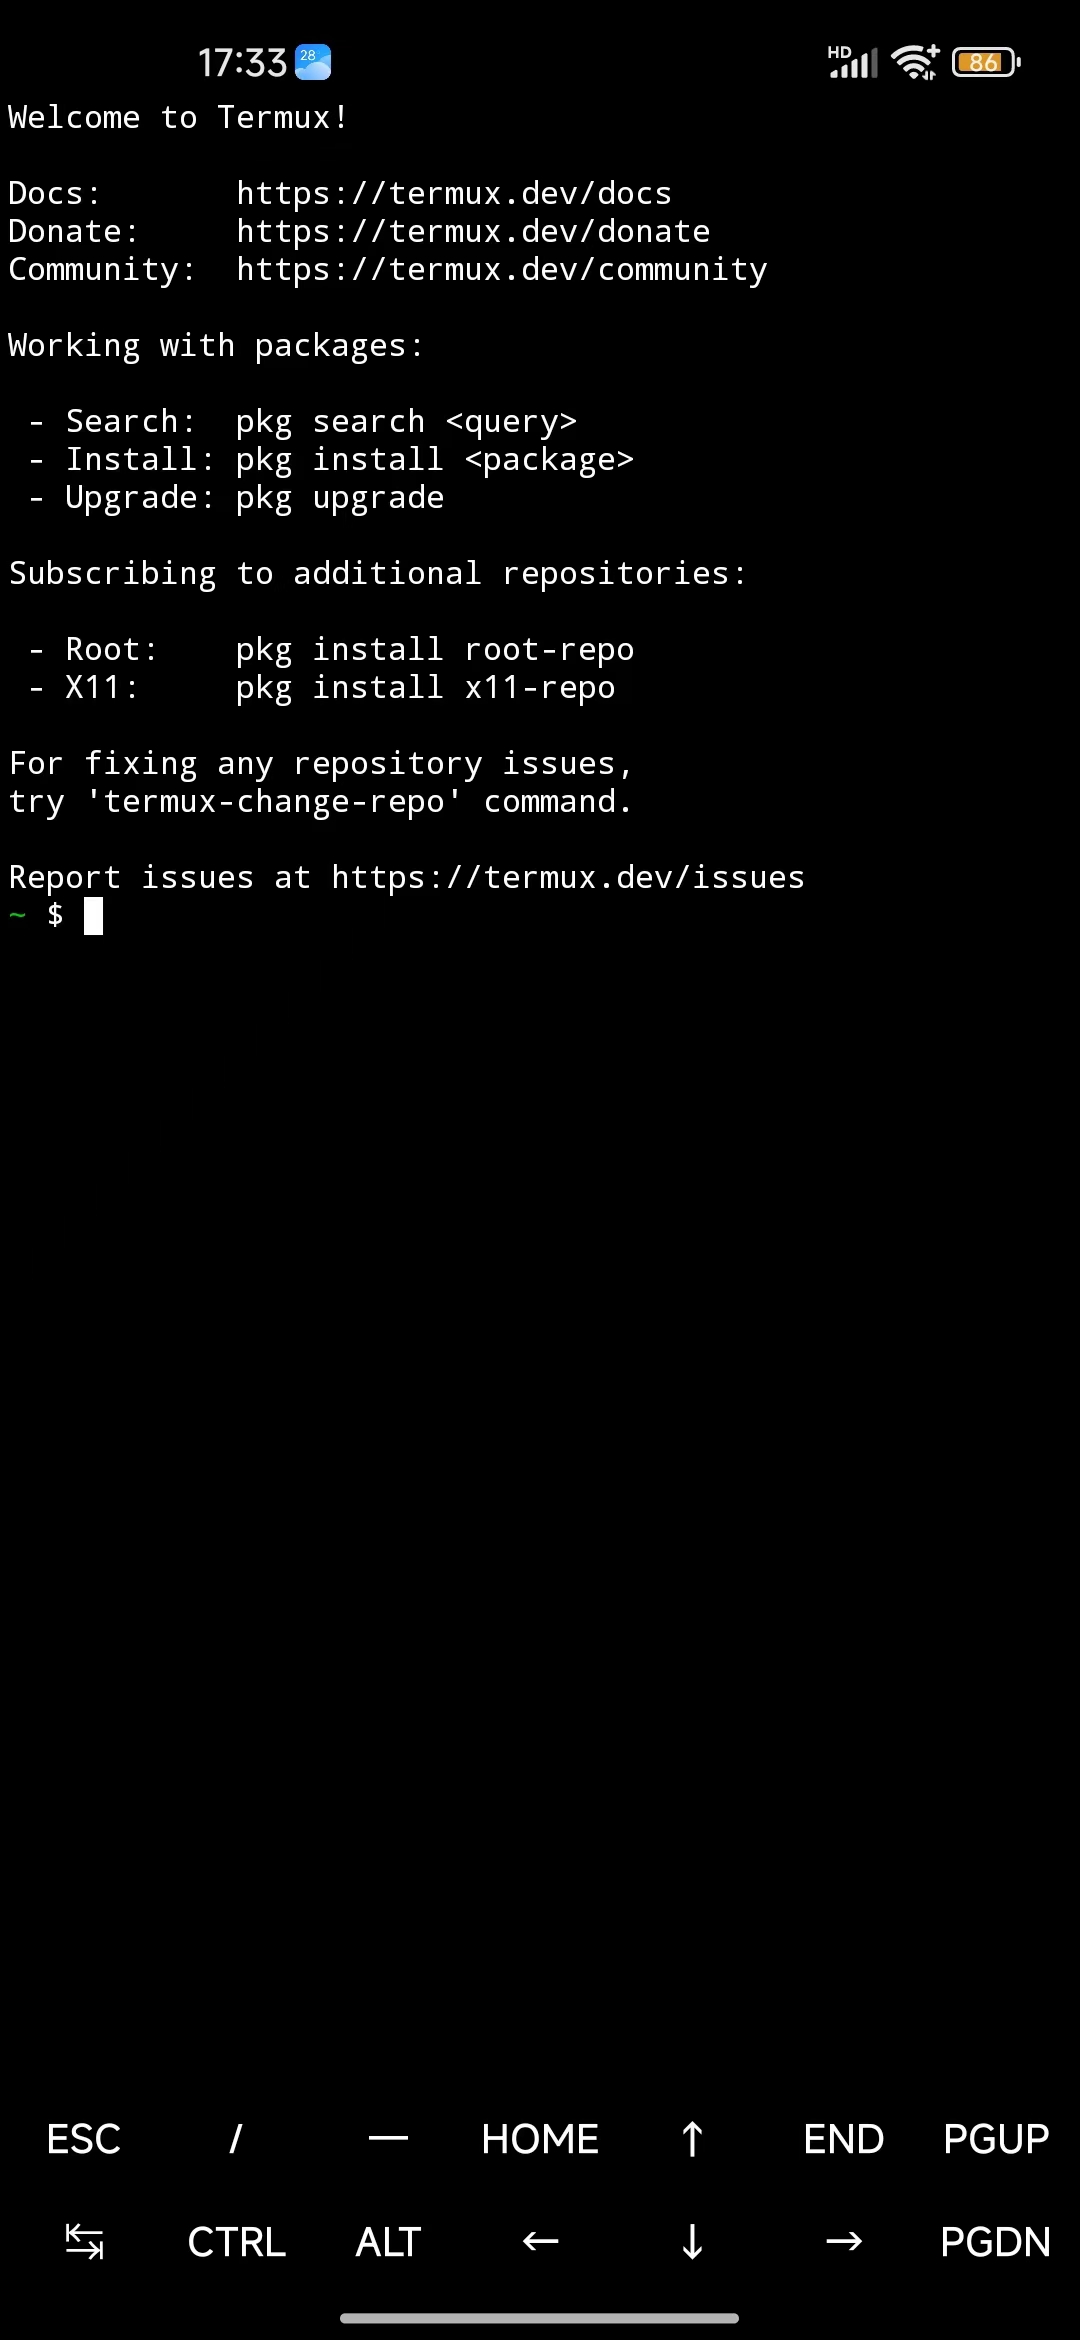 17:33 28 HD 86
Welcome to Termux!
Docs: https://termux.dev/docs
Donate: https://termux.dev/donate
Community: https://termux.dev/community
Working with packages:
- Search: pkg search <query>
- Install: pkg install <package>
- Upgrade: pkg upgrade
Subscribing to additional repositories:
- Root: pkg install root-repo
- X11: pkg install x11-repo
For fixing any repository issues,
try 'termux-change-repo' command.
Report issues at https://termux.dev/issues
~ $
ESC / — HOME ↑ END PGUP
↹ CTRL ALT ← ↓ → PGDN